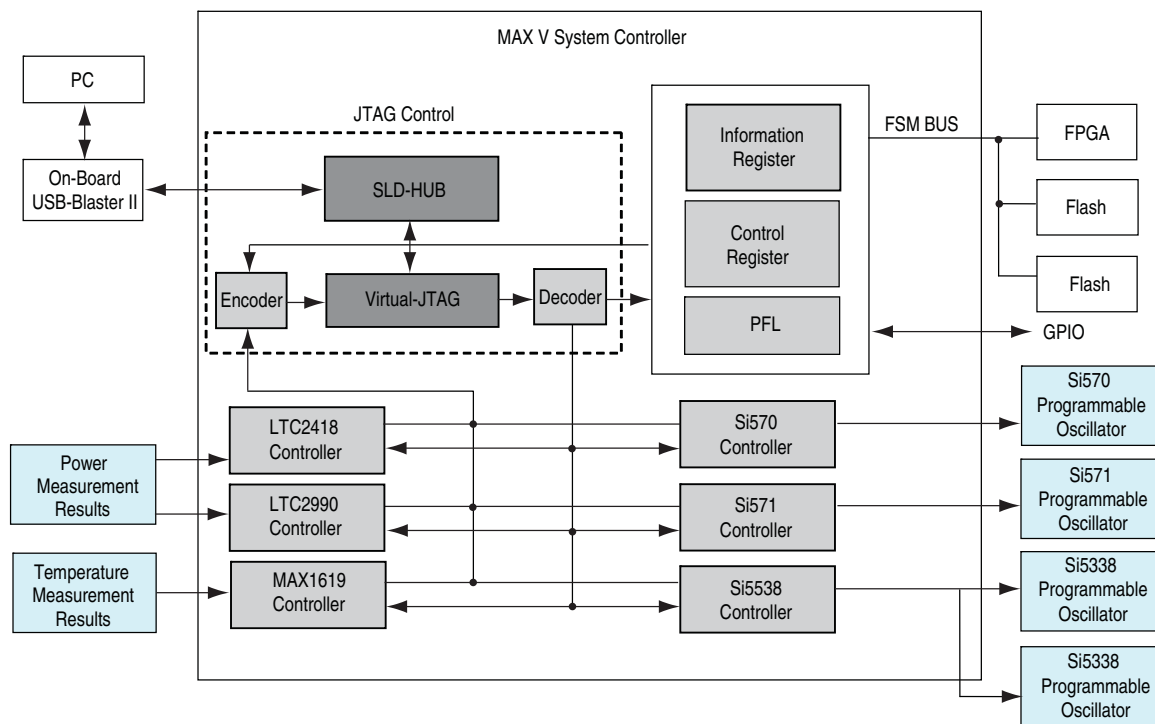 MAX V System Controller
PC
On-Board
USB-Blaster II
JTAG Control
SLD-HUB
Encoder
Virtual-JTAG
Decoder
Information
Register
Control
Register
PFL
FSM BUS
FPGA
Flash
Flash
GPIO
Power
Measurement
Results
Temperature
Measurement
Results
LTC2418
Controller
LTC2990
Controller
MAX1619
Controller
Si570
Controller
Si571
Controller
Si5538
Controller
Si570
Programmable
Oscillator
Si571
Programmable
Oscillator
Si5338
Programmable
Oscillator
Si5338
Programmable
Oscillator